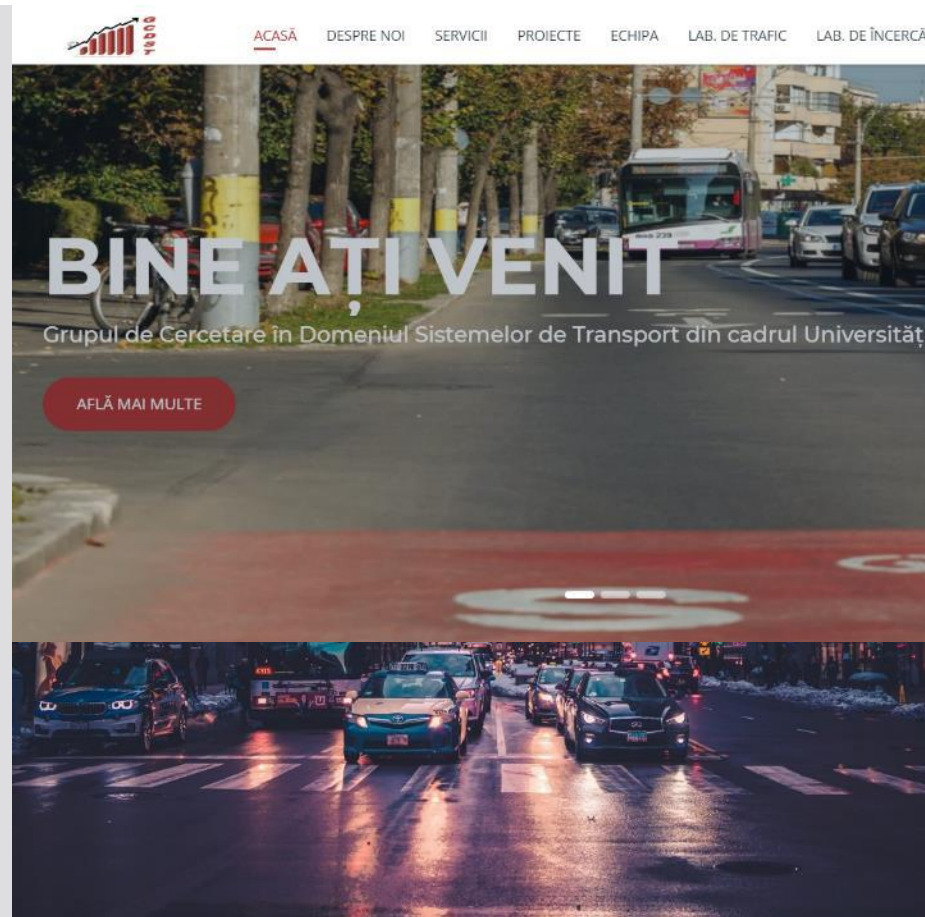 GCDST
ACASĂ DESPRE NOI SERVICII PROIECTE ECHIPA LAB. DE TRAFIC LAB. DE ÎNCERCĂ
BINE AȚI VENIT
Grupul de Cercetare în Domeniul Sistemelor de Transport din cadrul Universităț
AFLĂ MAI MULTE